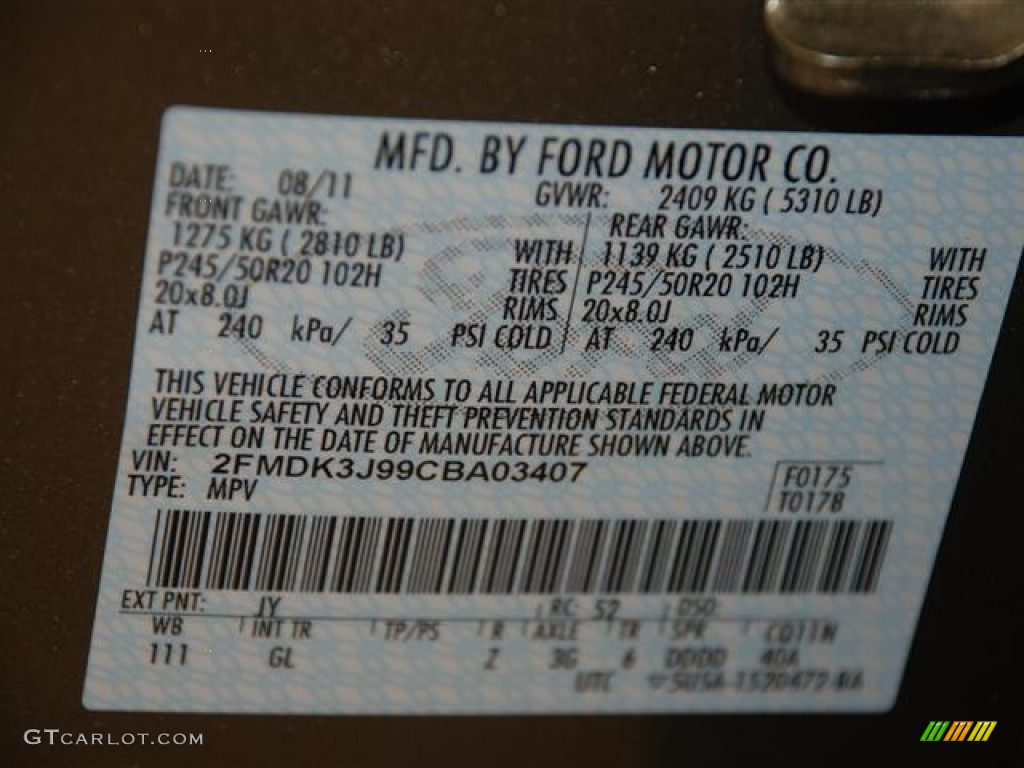 MFD. BY FORD MOTOR CO.
DATE: 08/11 GVWR: 2409 KG ( 5310 LB)
FRONT GAWR: REAR GAWR:
1275 KG ( 2810 LB) WITH 1139 KG ( 2510 LB) WITH
P245/50R20 102H TIRES P245/50R20 102H TIRES
20x8.0J RIMS 20x8.0J RIMS
AT 240 kPa/ 35 PSI COLD AT 240 kPa/ 35 PSI COLD
THIS VEHICLE CONFORMS TO ALL APPLICABLE FEDERAL MOTOR
VEHICLE SAFETY AND THEFT PREVENTION STANDARDS IN
EFFECT ON THE DATE OF MANUFACTURE SHOWN ABOVE.
VIN: 2FMDK3J99CBA03407
TYPE: MPV
F0175
T0178
EXT PNT: JY RC: 52 DSO:
WB INT TR TP/PS R AXLE TR SPR
111 GL Z 3G 6 DDDD
UTC
GTCARLOT.COM